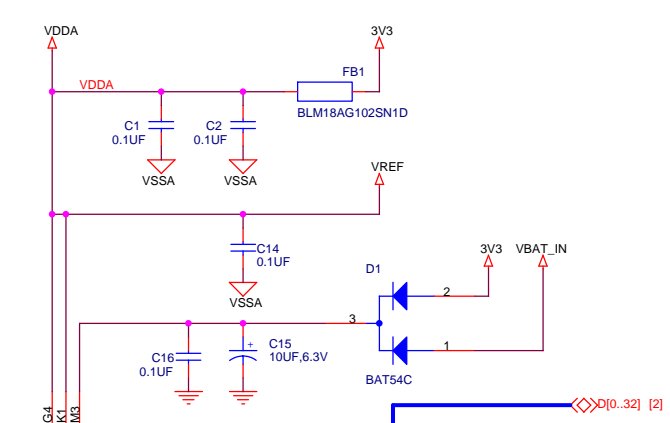 VDDA
3V3
FB1
VDDA
BLM18AG102SN1D
C1
0.1UF
C2
0.1UF
VSSA
VSSA
VREF
C14
0.1UF
VSSA
3V3
VBAT_IN
D1
2
3
1
BAT54C
C16
0.1UF
+
C15
10UF,6.3V
G4
K1
M3
D[0..32] [2]